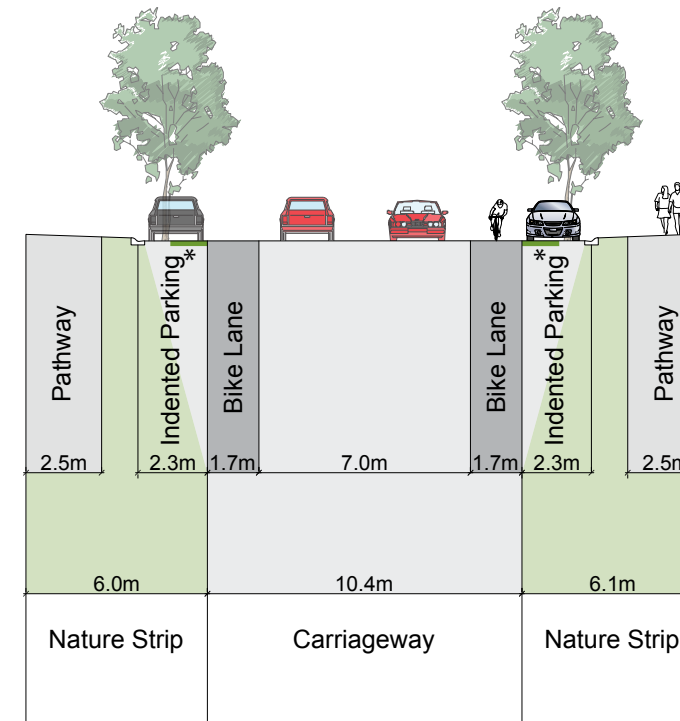 *
*
Pathway
Indented Parking
Bike Lane
Bike Lane
Indented Parking
Pathway
2.5m
2.3m
1.7m
7.0m
1.7m
2.3m
2.5m
6.0m
10.4m
6.1m
Nature Strip
Carriageway
Nature Strip